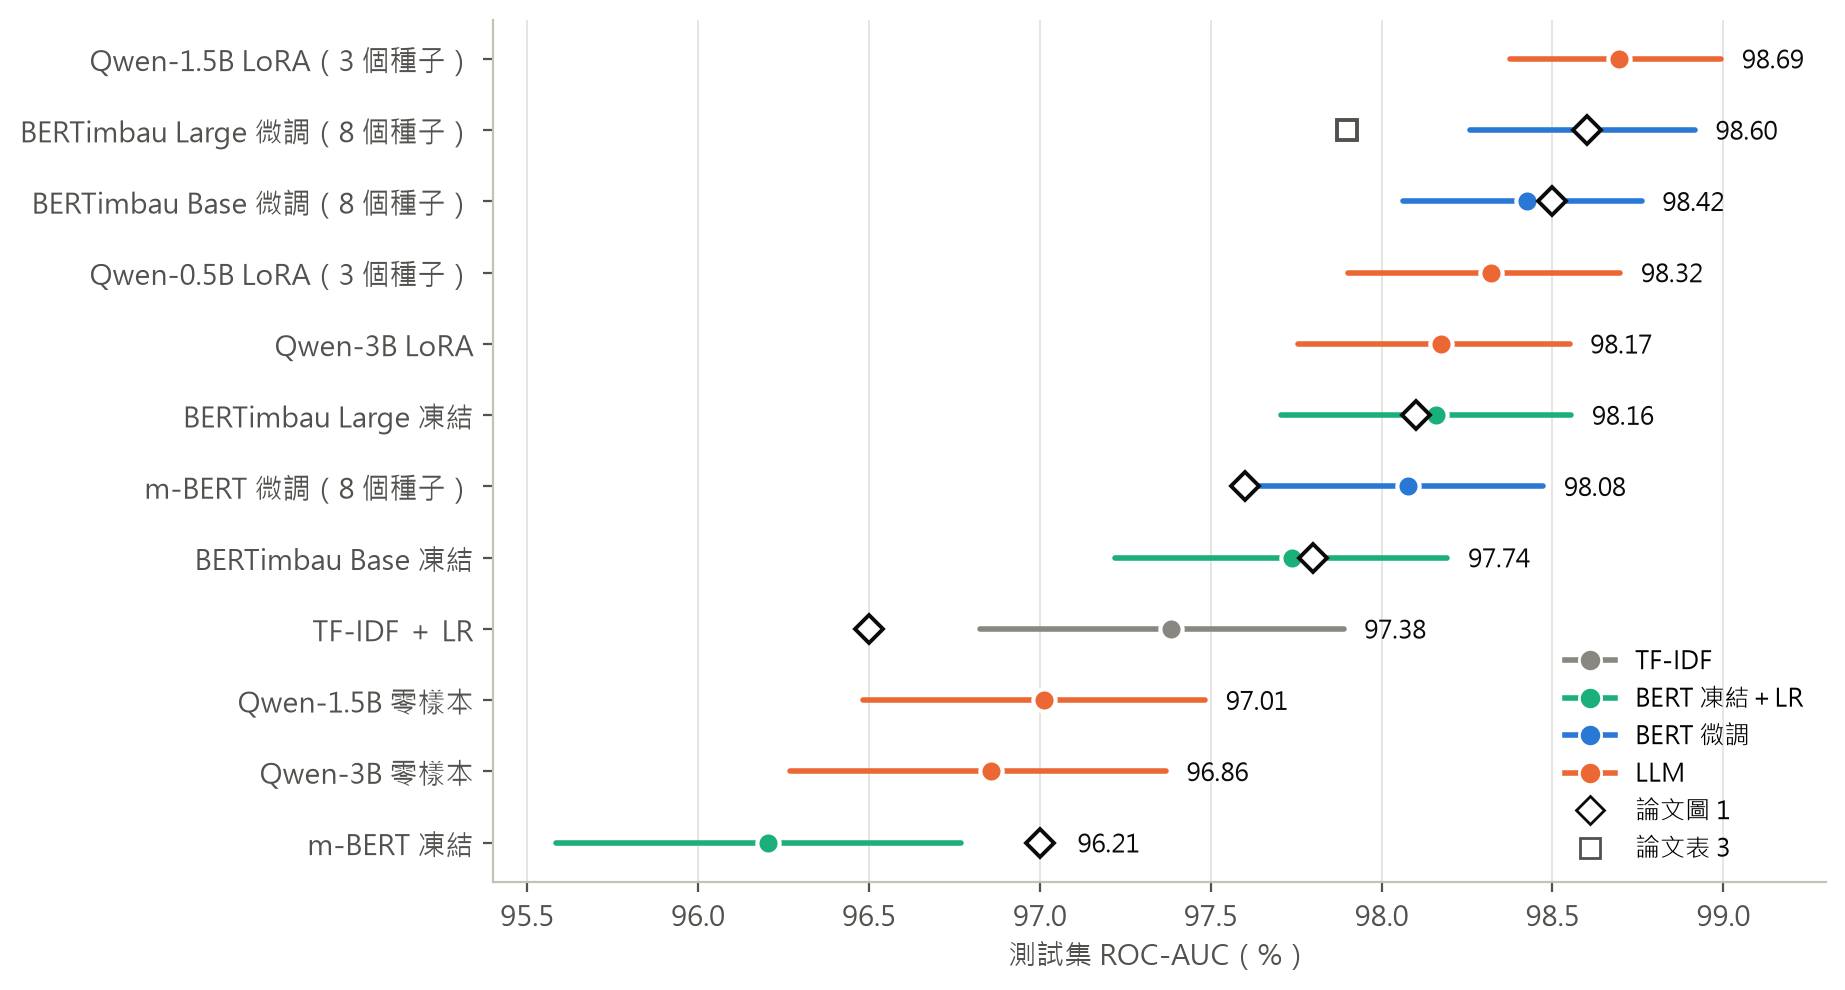 Qwen-1.5B LoRA（3 個種子） 98.69
BERTimbau Large 微調（8 個種子） 98.60
BERTimbau Base 微調（8 個種子） 98.42
Qwen-0.5B LoRA（3 個種子） 98.32
Qwen-3B LoRA 98.17
BERTimbau Large 凍結 98.16
m-BERT 微調（8 個種子） 98.08
BERTimbau Base 凍結 97.74
TF-IDF + LR 97.38
Qwen-1.5B 零樣本 97.01
Qwen-3B 零樣本 96.86
m-BERT 凍結 96.21
TF-IDF
BERT 凍結 + LR
BERT 微調
LLM
論文圖 1
論文表 3
95.5 96.0 96.5 97.0 97.5 98.0 98.5 99.0
測試集 ROC-AUC（%）